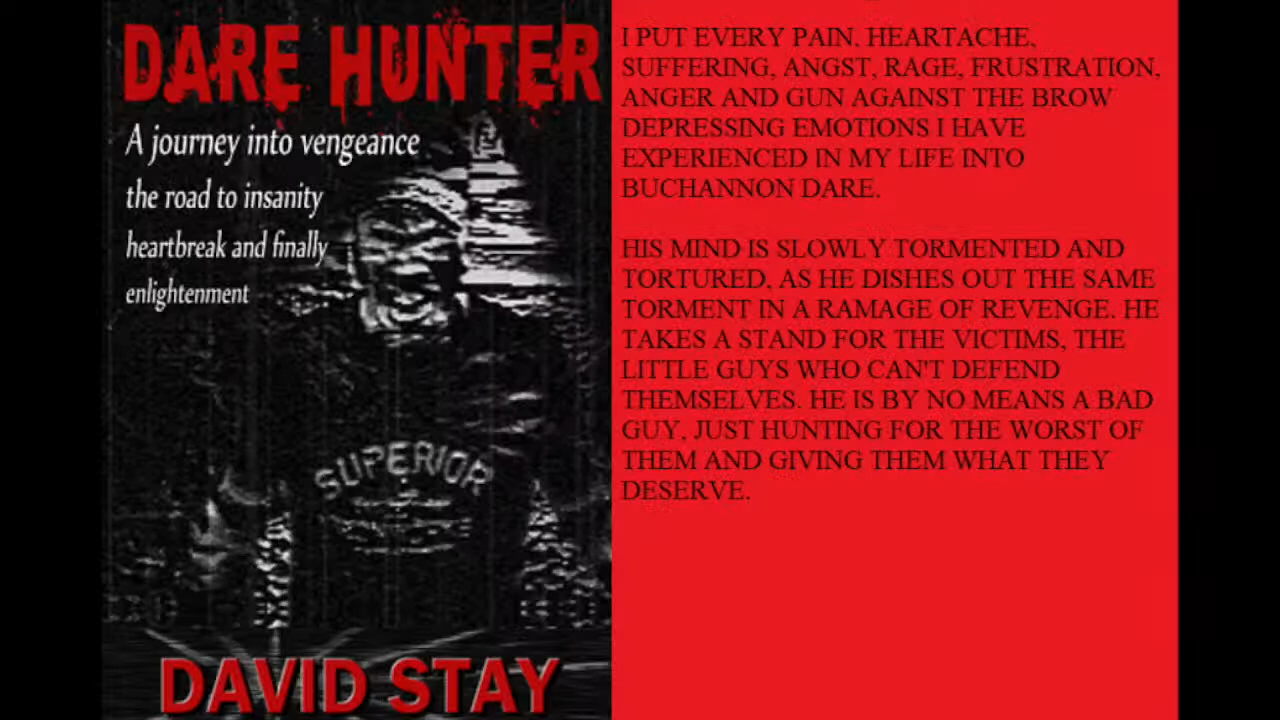 DARE HUNTER
A journey into vengeance
the road to insanity
heartbreak and finally
enlightenment
SUPERIOR
DAVID STAY
I PUT EVERY PAIN, HEARTACHE,
SUFFERING, ANGST, RAGE, FRUSTRATION,
ANGER AND GUN AGAINST THE BROW
DEPRESSING EMOTIONS I HAVE
EXPERIENCED IN MY LIFE INTO
BUCHANNON DARE.
HIS MIND IS SLOWLY TORMENTED AND
TORTURED, AS HE DISHES OUT THE SAME
TORMENT IN A RAMAGE OF REVENGE. HE
TAKES A STAND FOR THE VICTIMS, THE
LITTLE GUYS WHO CAN'T DEFEND
THEMSELVES. HE IS BY NO MEANS A BAD
GUY, JUST HUNTING FOR THE WORST OF
THEM AND GIVING THEM WHAT THEY
DESERVE.